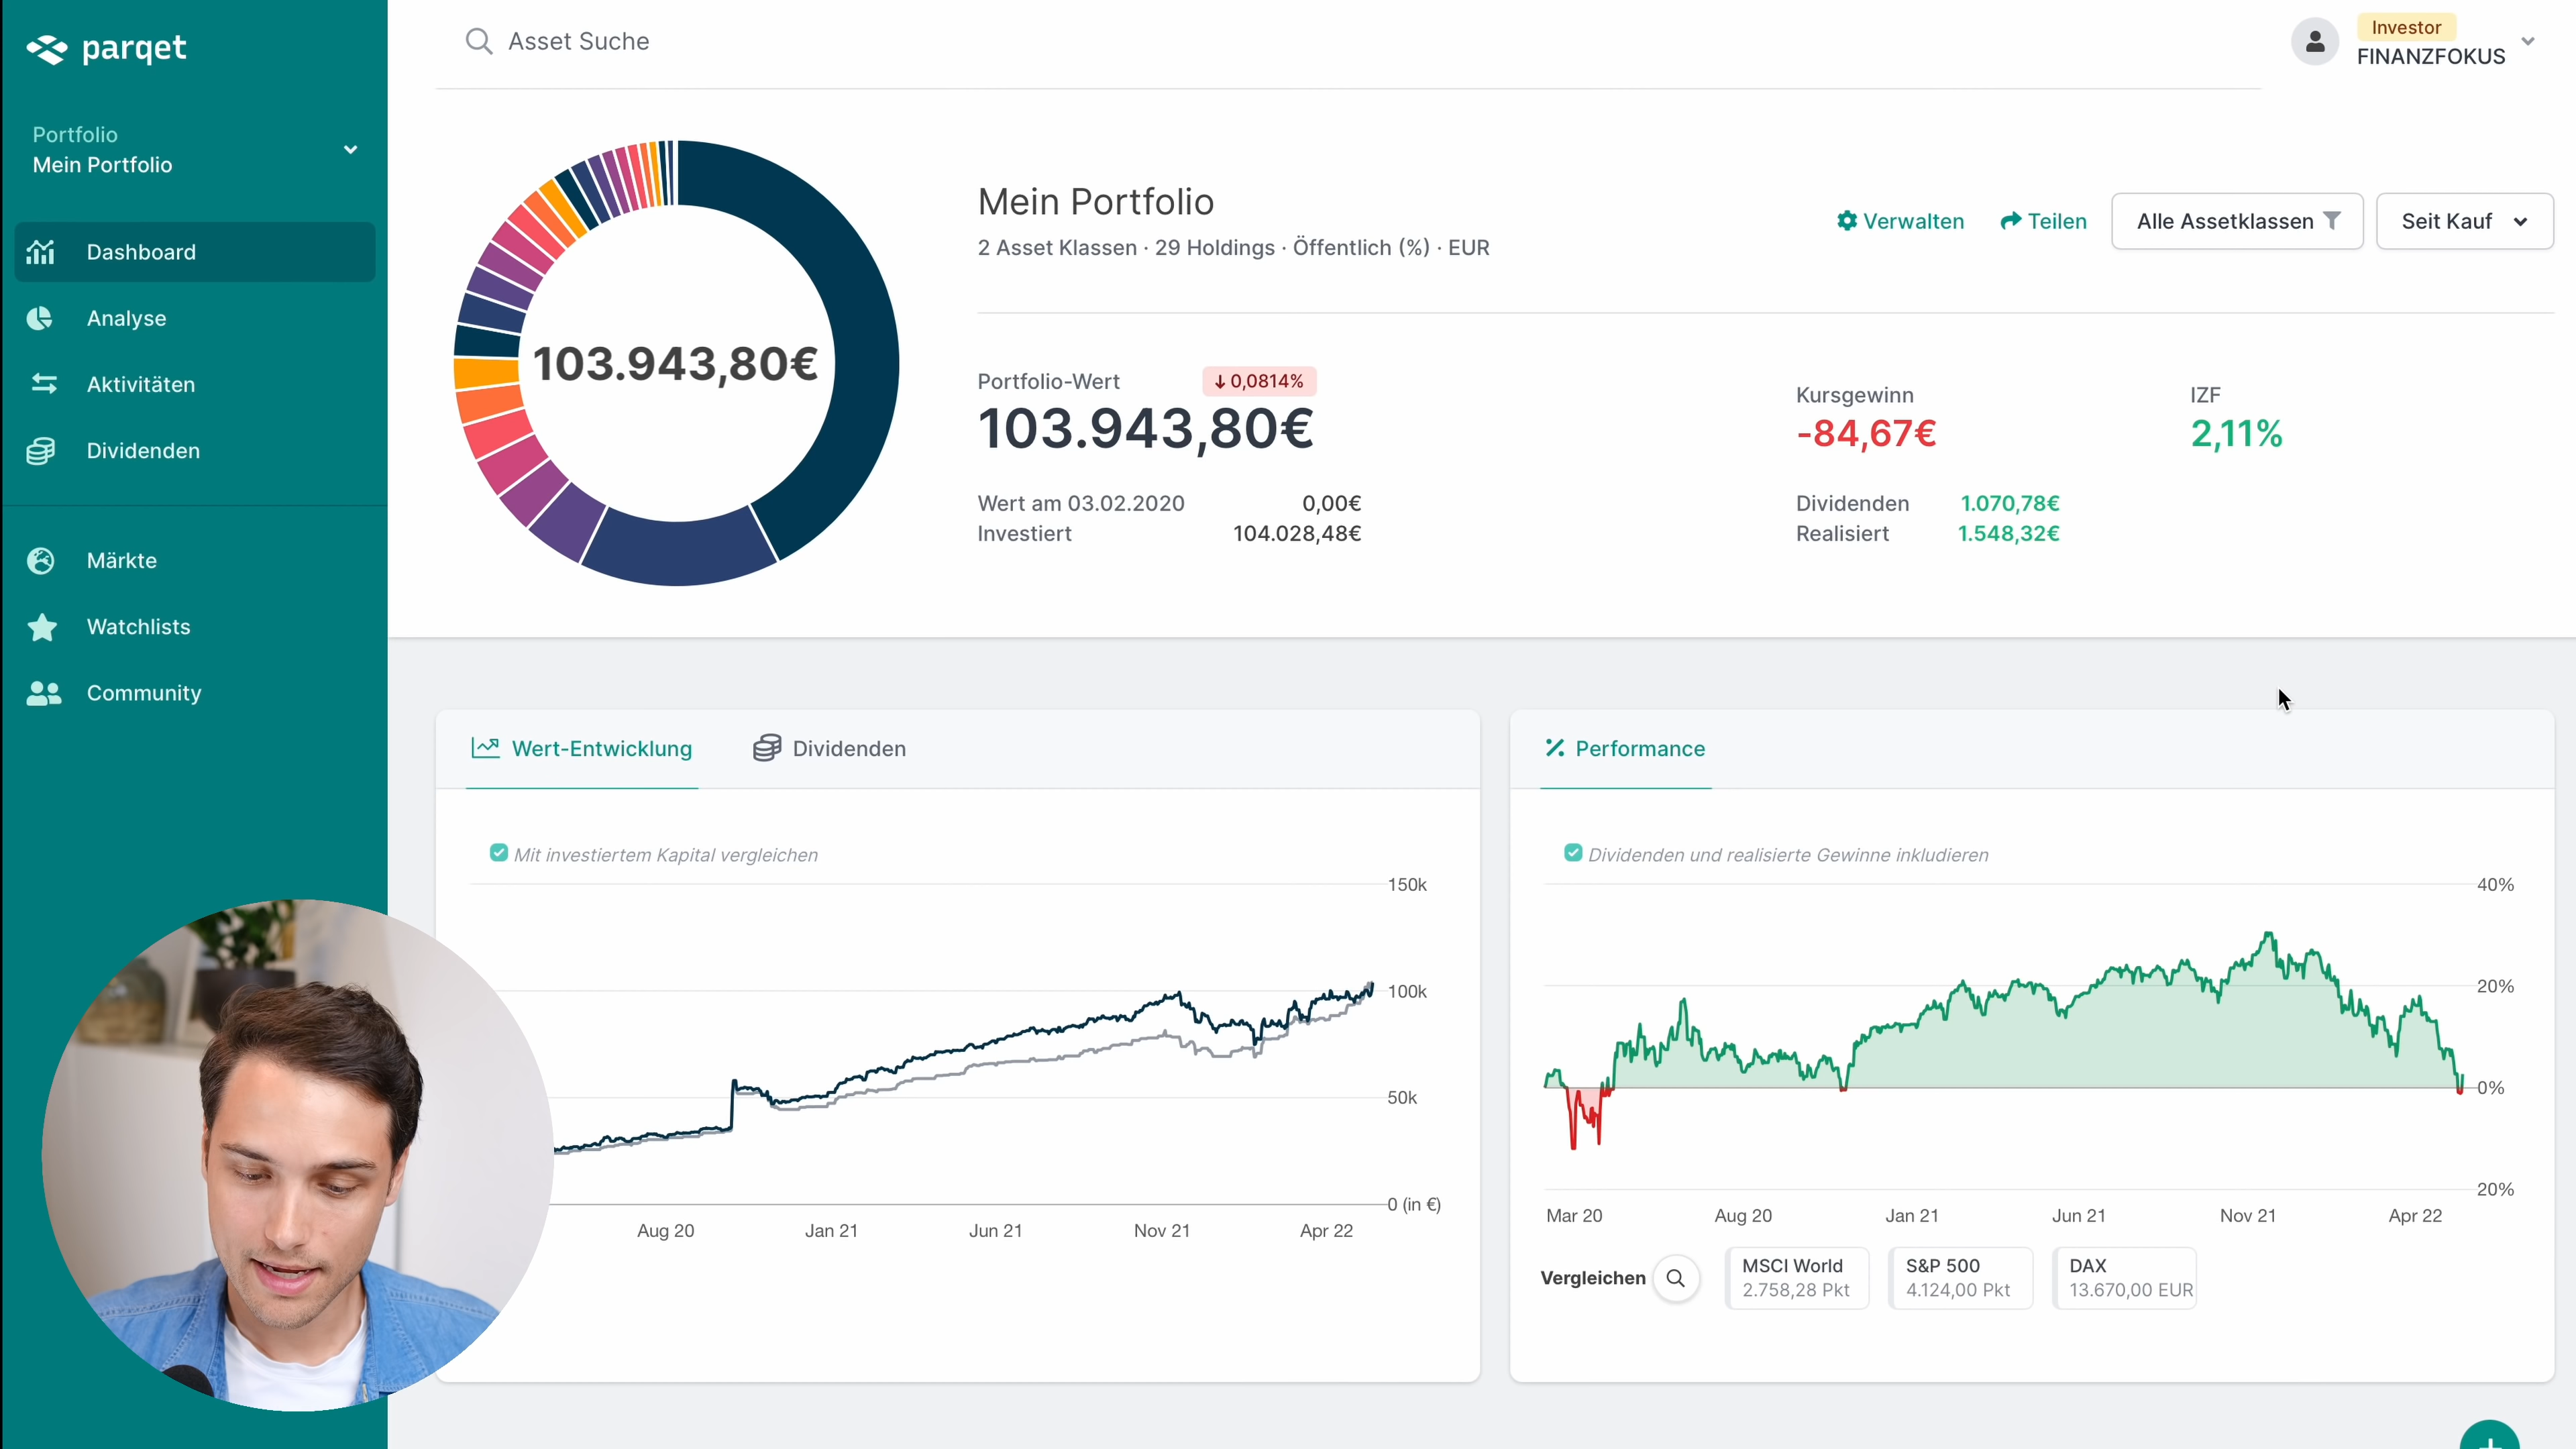 parqet
Portfolio
Mein Portfolio
Dashboard
Analyse
Aktivitäten
Dividenden
Märkte
Watchlists
Community
Asset Suche
Investor
FINANZFOKUS
103.943,80€
Mein Portfolio
2 Asset Klassen · 29 Holdings · Öffentlich (%) · EUR
Verwalten
Teilen
Alle Assetklassen
Seit Kauf
Portfolio-Wert
0,0814%
103.943,80€
Wert am 03.02.2020 0,00€
Investiert 104.028,48€
Kursgewinn
-84,67€
Dividenden 1.070,78€
Realisiert 1.548,32€
IZF
2,11%
Wert-Entwicklung
Dividenden
Mit investiertem Kapital vergleichen
150k
100k
50k
0 (in €)
Aug 20 Jan 21 Jun 21 Nov 21 Apr 22
Performance
Dividenden und realisierte Gewinne inkludieren
40%
20%
0%
20%
Mar 20 Aug 20 Jan 21 Jun 21 Nov 21 Apr 22
Vergleichen
MSCI World
2.758,28 Pkt
S&P 500
4.124,00 Pkt
DAX
13.670,00 EUR